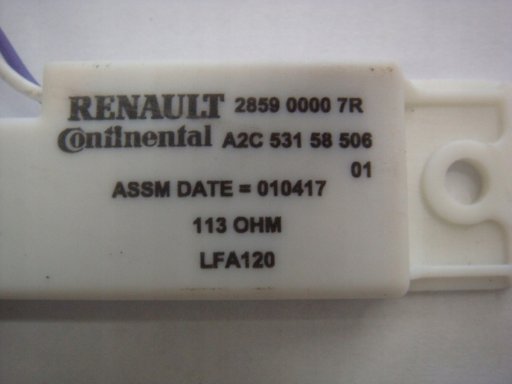 RENAULT 2859 0000 7R
Continental A2C 531 58 506
01
ASSM DATE = 010417
113 OHM
LFA120